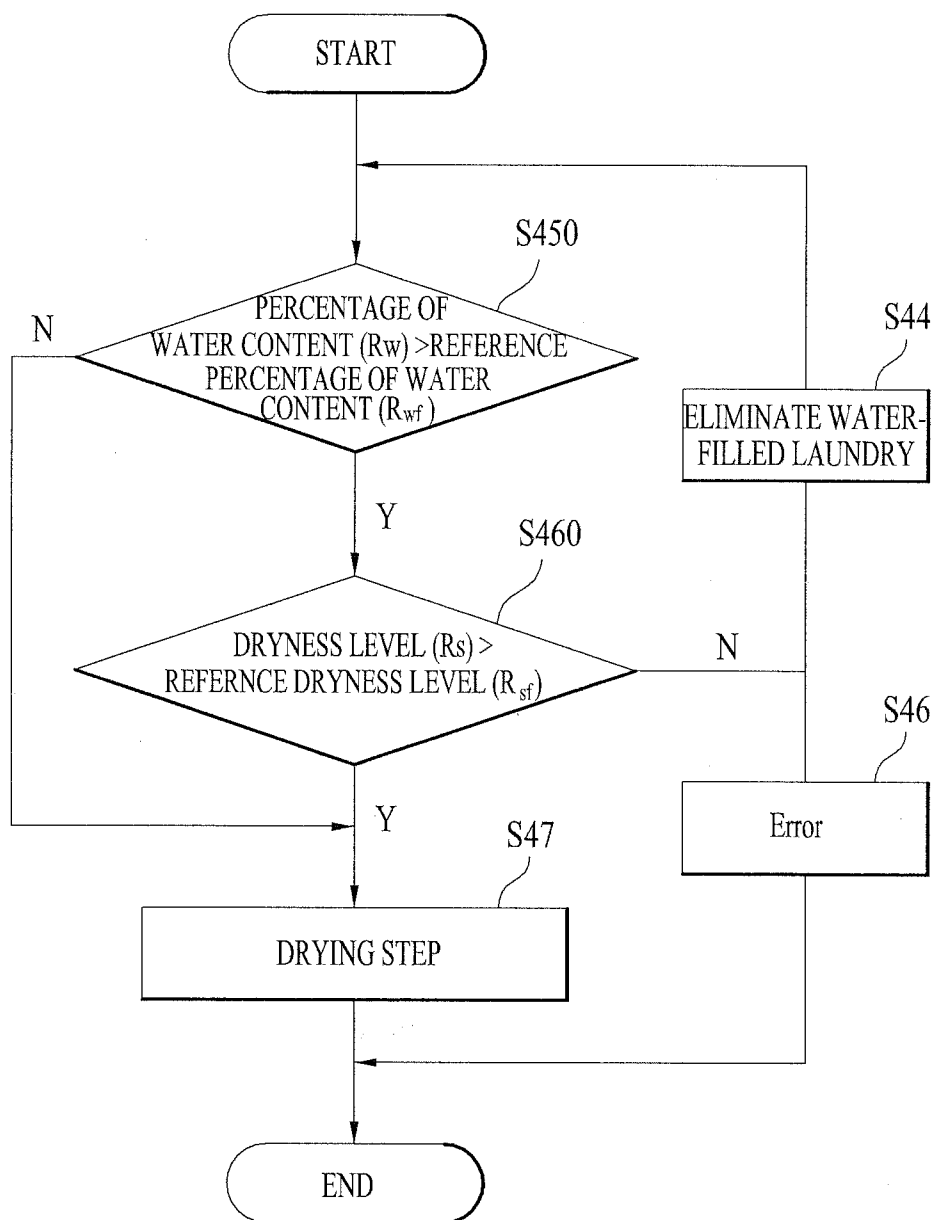 START
S450
PERCENTAGE OF
WATER CONTENT (Rw) >REFERENCE
PERCENTAGE OF WATER
CONTENT (Rwf)
N
S44
ELIMINATE WATER-
FILLED LAUNDRY
Y
S460
DRYNESS LEVEL (Rs) >
REFERNCE DRYNESS LEVEL (Rsf)
N
S46
Error
Y
S47
DRYING STEP
END